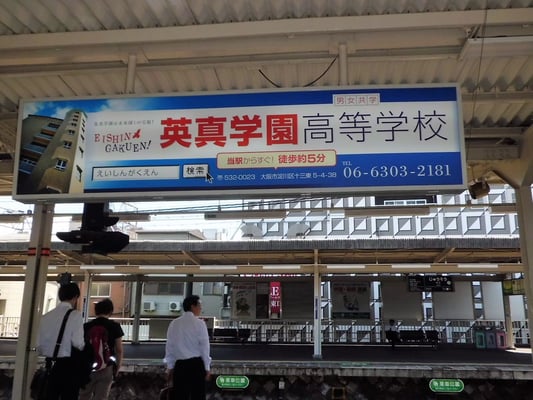 男女共学
EISHIN
GAKUEN!
英真学園高等学校
当駅からすぐ!徒歩約5分
えいしんがくえん 検索
〒532-0023 大阪市淀川区十三東 5-4-38
TEL
06-6303-2181